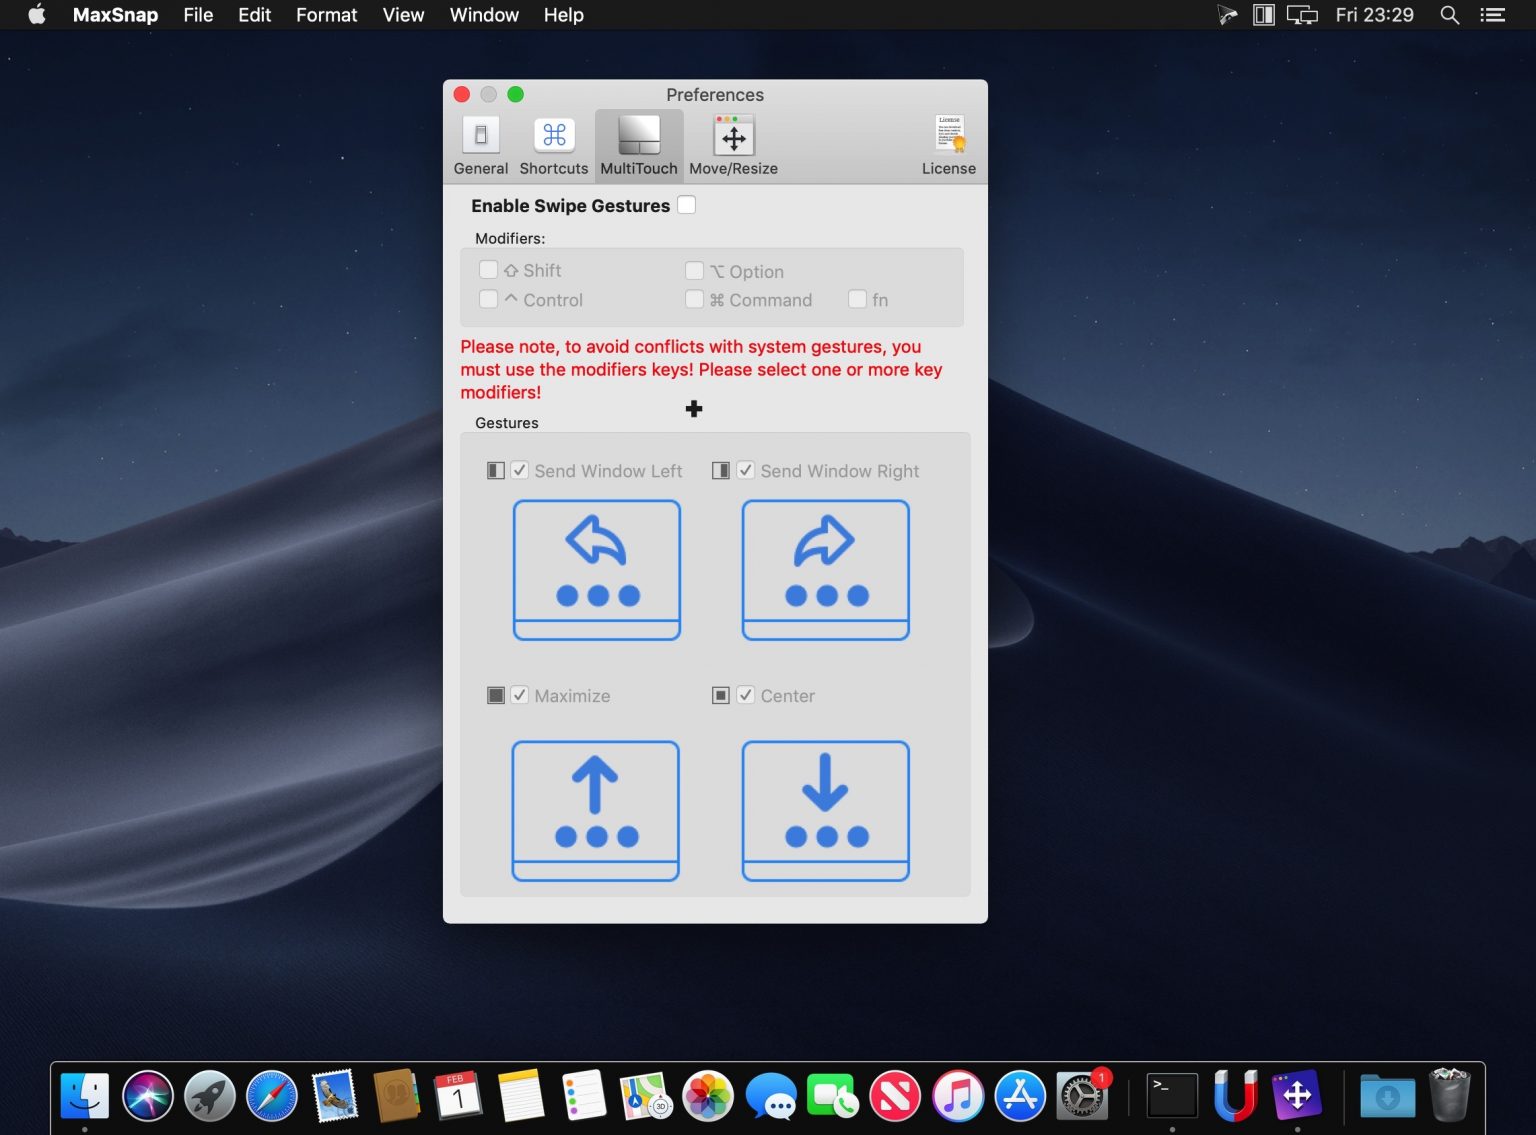 MaxSnap File Edit Format View Window Help Fri 23:29
Preferences
General Shortcuts MultiTouch Move/Resize License
License
Enable Swipe Gestures
Modifiers:
⇧ Shift ⌥ Option
^ Control ⌘ Command fn
Please note, to avoid conflicts with system gestures, you
must use the modifiers keys! Please select one or more key
modifiers!
Gestures
Send Window Left Send Window Right
Maximize Center
FEB
1
3D
1
>_